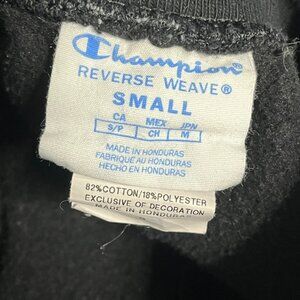 Champion
REVERSE WEAVE®
SMALL
CA MEX JPN
S/P CH M
MADE IN HONDURAS
FABRIQUÉ AU HONDURAS
HECHO EN HONDURAS
82%COTTON/18%POLYESTER
EXCLUSIVE OF DECORATION
MADE IN HONDURAS